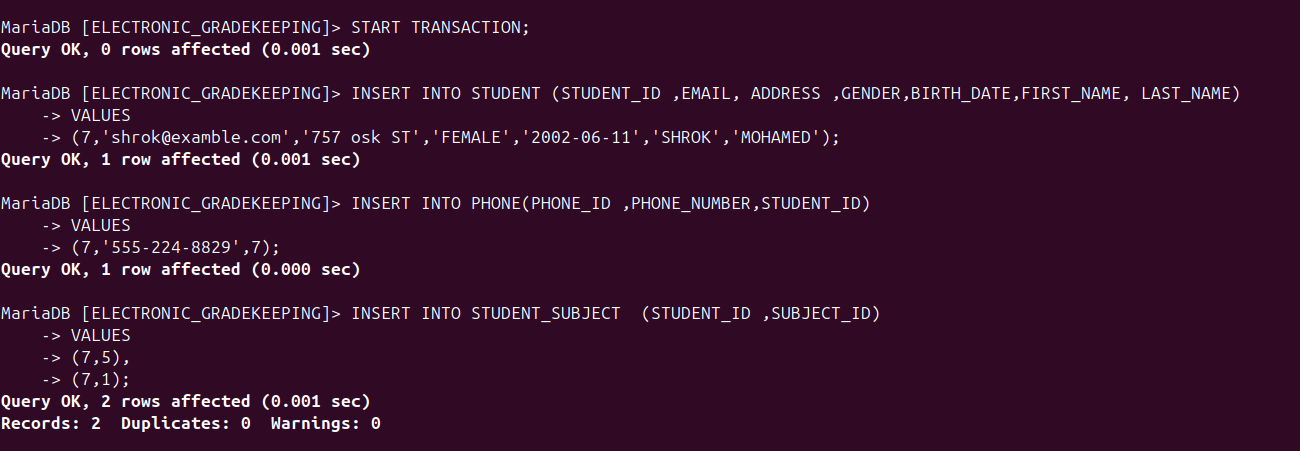 MariaDB [ELECTRONIC_GRADEKEEPING]> START TRANSACTION;
Query OK, 0 rows affected (0.001 sec)
MariaDB [ELECTRONIC_GRADEKEEPING]> INSERT INTO STUDENT (STUDENT_ID ,EMAIL, ADDRESS ,GENDER,BIRTH_DATE,FIRST_NAME, LAST_NAME)
    -> VALUES
    -> (7,'shrok@examble.com','757 osk ST','FEMALE','2002-06-11','SHROK','MOHAMED');
Query OK, 1 row affected (0.001 sec)
MariaDB [ELECTRONIC_GRADEKEEPING]> INSERT INTO PHONE(PHONE_ID ,PHONE_NUMBER,STUDENT_ID)
    -> VALUES
    -> (7,'555-224-8829',7);
Query OK, 1 row affected (0.000 sec)
MariaDB [ELECTRONIC_GRADEKEEPING]> INSERT INTO STUDENT_SUBJECT  (STUDENT_ID ,SUBJECT_ID)
    -> VALUES
    -> (7,5),
    -> (7,1);
Query OK, 2 rows affected (0.001 sec)
Records: 2  Duplicates: 0  Warnings: 0